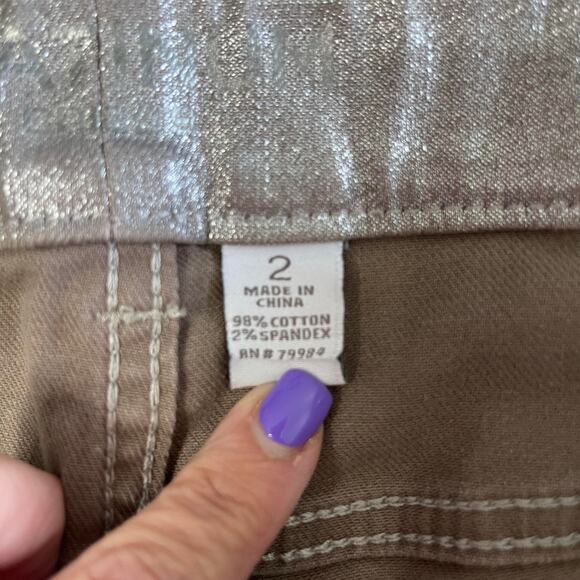 2
MADE IN
CHINA
98% COTTON
2% SPANDEX
RN # 79984